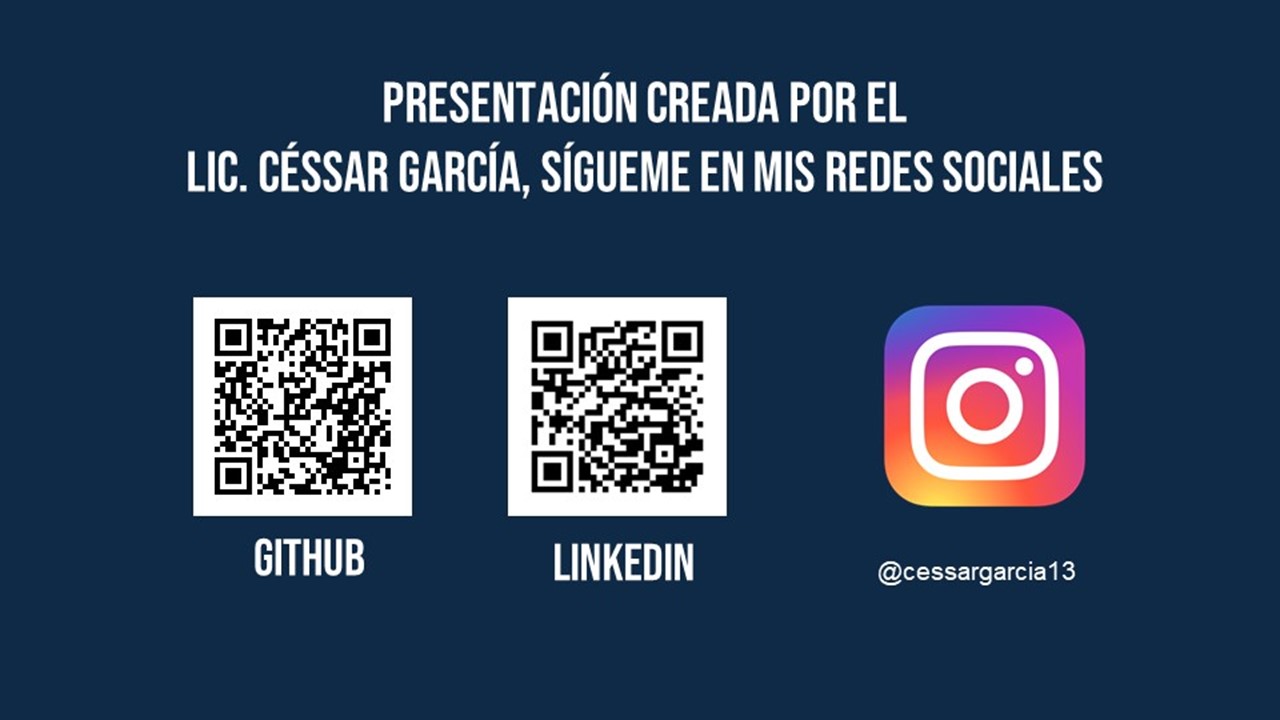 PRESENTACIÓN CREADA POR EL
LIC. CÉSSAR GARCÍA, SÍGUEME EN MIS REDES SOCIALES
GITHUB
LINKEDIN
@cessargarcia13